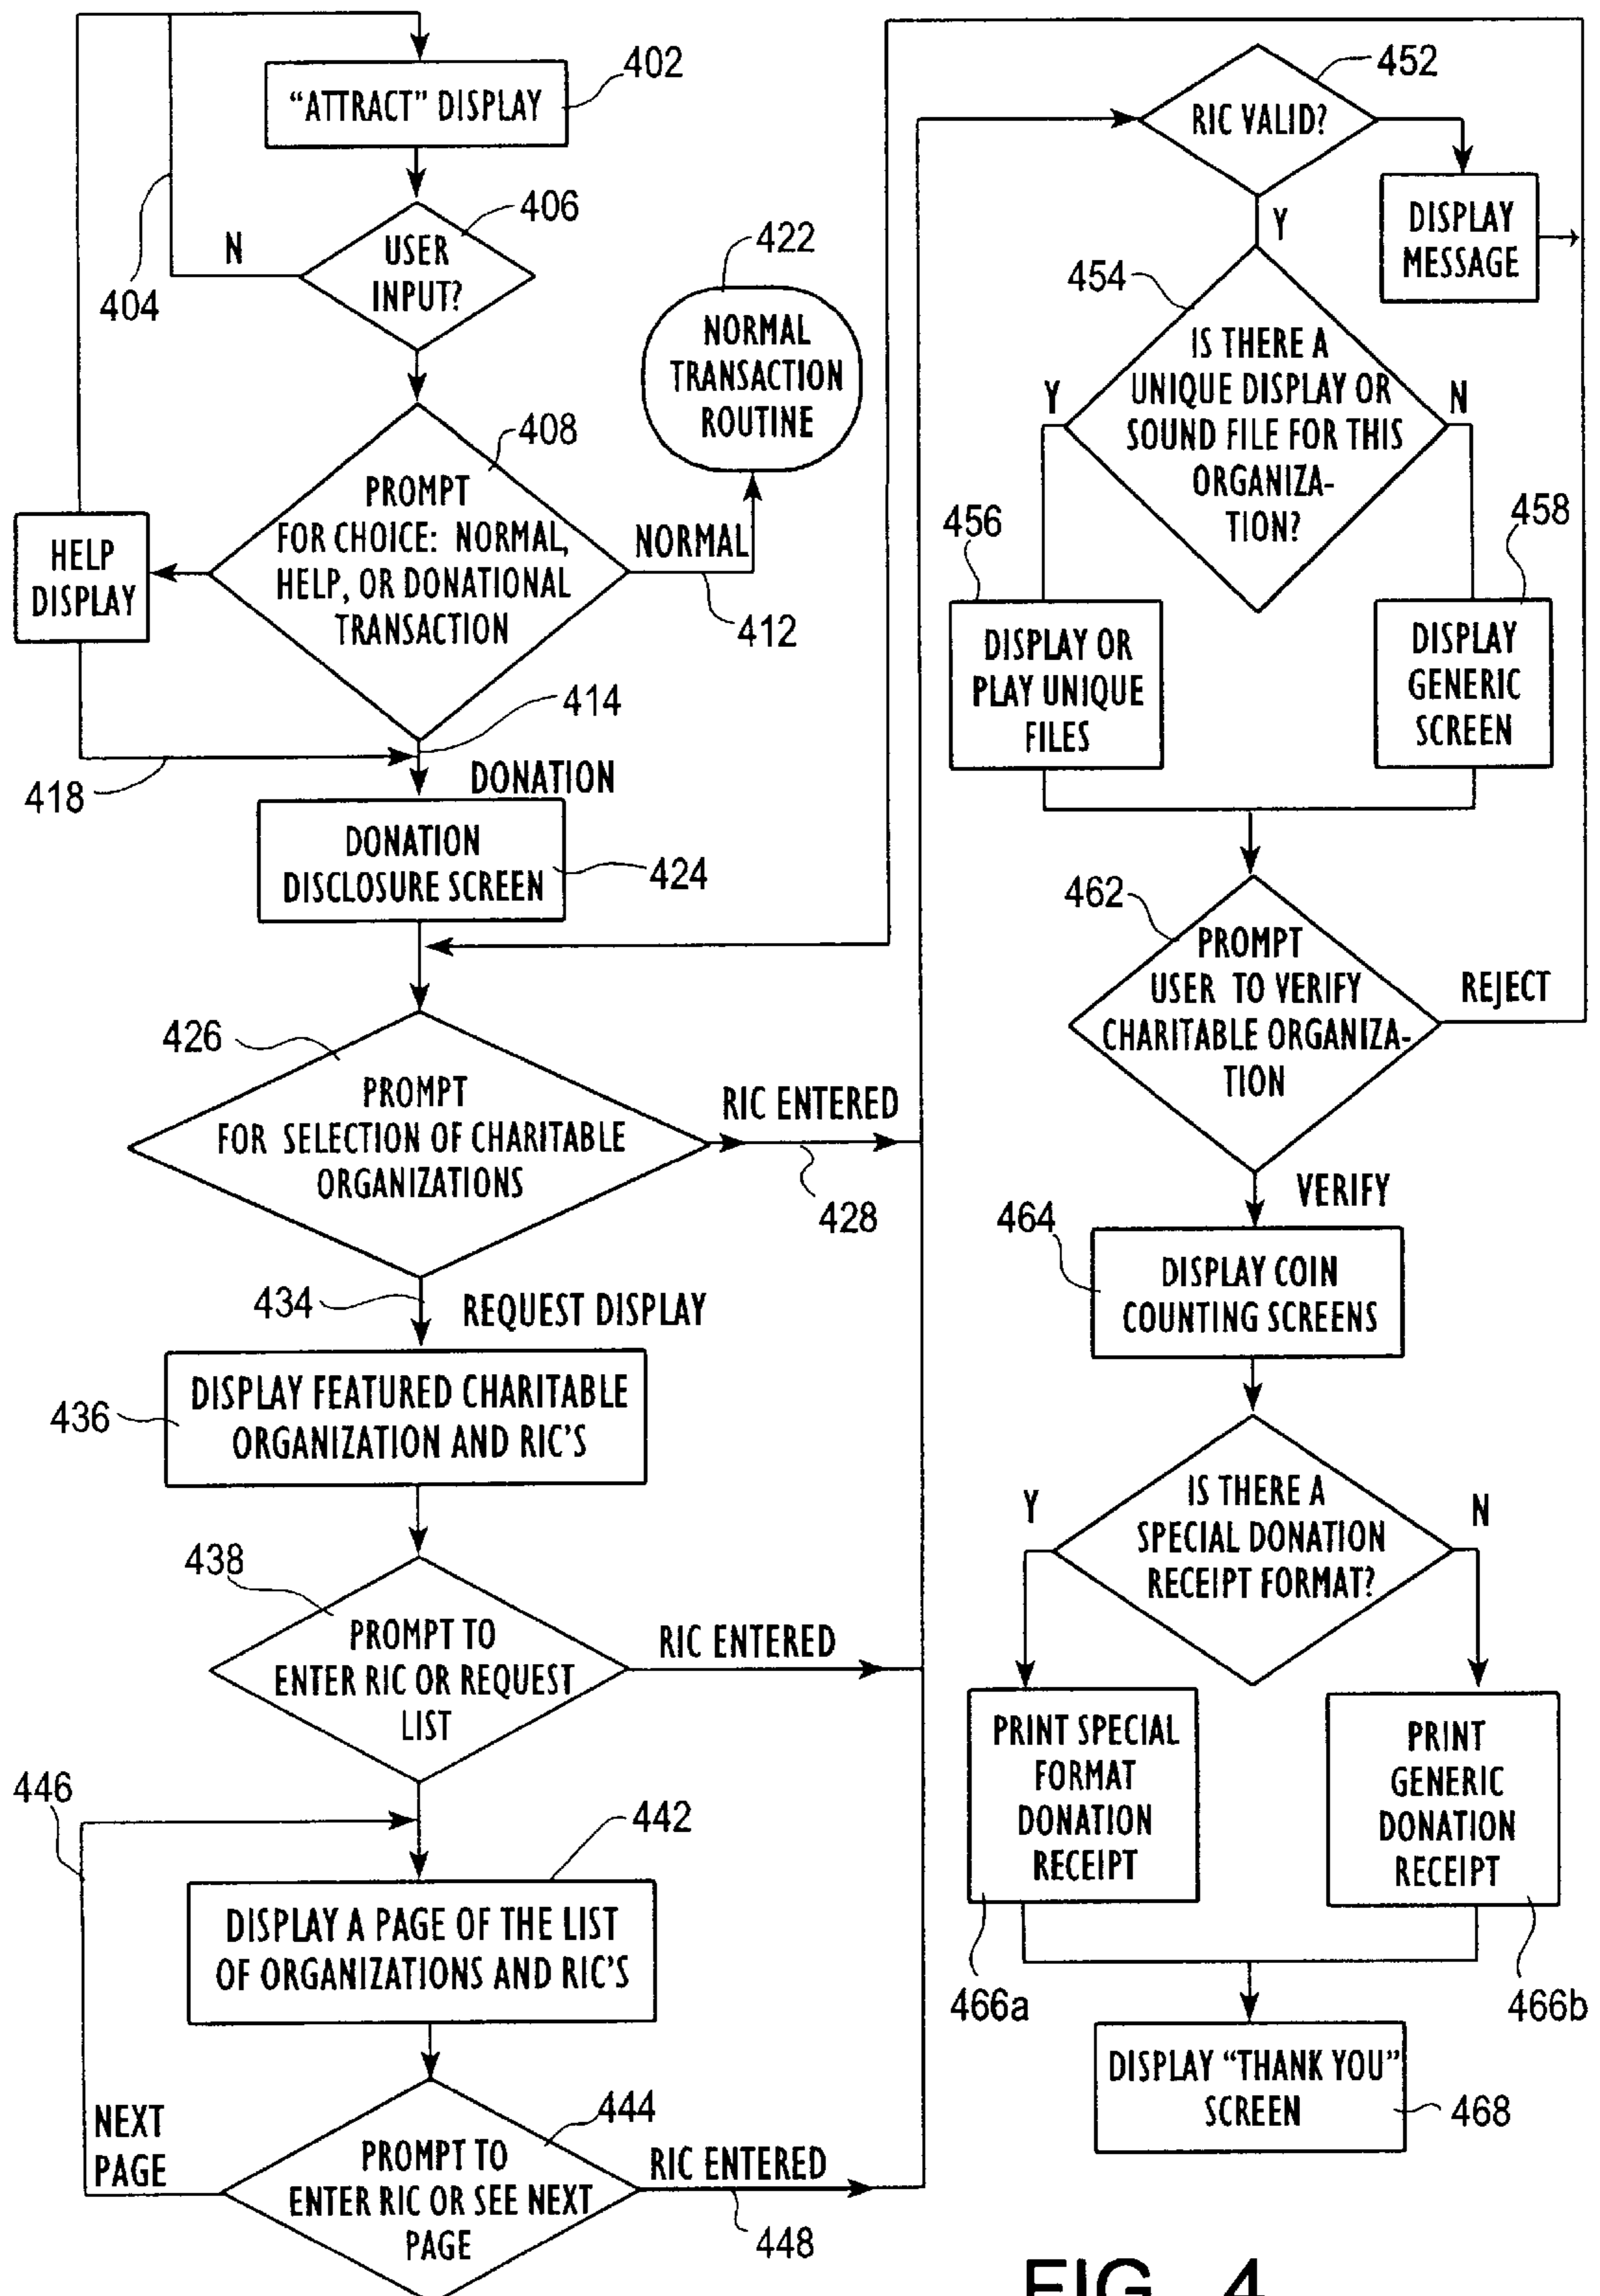 "ATTRACT" DISPLAY
402
404
N
USER
INPUT?
406
PROMPT
FOR CHOICE: NORMAL,
HELP, OR DONATIONAL
TRANSACTION
408
NORMAL
412
NORMAL
TRANSACTION
ROUTINE
422
HELP
DISPLAY
418
414
DONATION
DONATION
DISCLOSURE SCREEN
424
426
PROMPT
FOR SELECTION OF CHARITABLE
ORGANIZATIONS
RIC ENTERED
428
434
REQUEST DISPLAY
436
DISPLAY FEATURED CHARITABLE
ORGANIZATION AND RIC'S
438
PROMPT TO
ENTER RIC OR REQUEST
LIST
RIC ENTERED
446
442
DISPLAY A PAGE OF THE LIST
OF ORGANIZATIONS AND RIC'S
NEXT
PAGE
444
PROMPT TO
ENTER RIC OR SEE NEXT
PAGE
RIC ENTERED
448
RIC VALID?
452
Y
DISPLAY
MESSAGE
454
IS THERE A
UNIQUE DISPLAY OR
SOUND FILE FOR THIS
ORGANIZA-
TION?
Y
N
456
DISPLAY OR
PLAY UNIQUE
FILES
458
DISPLAY
GENERIC
SCREEN
462
PROMPT
USER TO VERIFY
CHARITABLE ORGANIZA-
TION
REJECT
VERIFY
464
DISPLAY COIN
COUNTING SCREENS
IS THERE A
SPECIAL DONATION
RECEIPT FORMAT?
Y
N
PRINT SPECIAL
FORMAT
DONATION
RECEIPT
466a
PRINT
GENERIC
DONATION
RECEIPT
466b
DISPLAY "THANK YOU"
SCREEN
468
FIG. 4